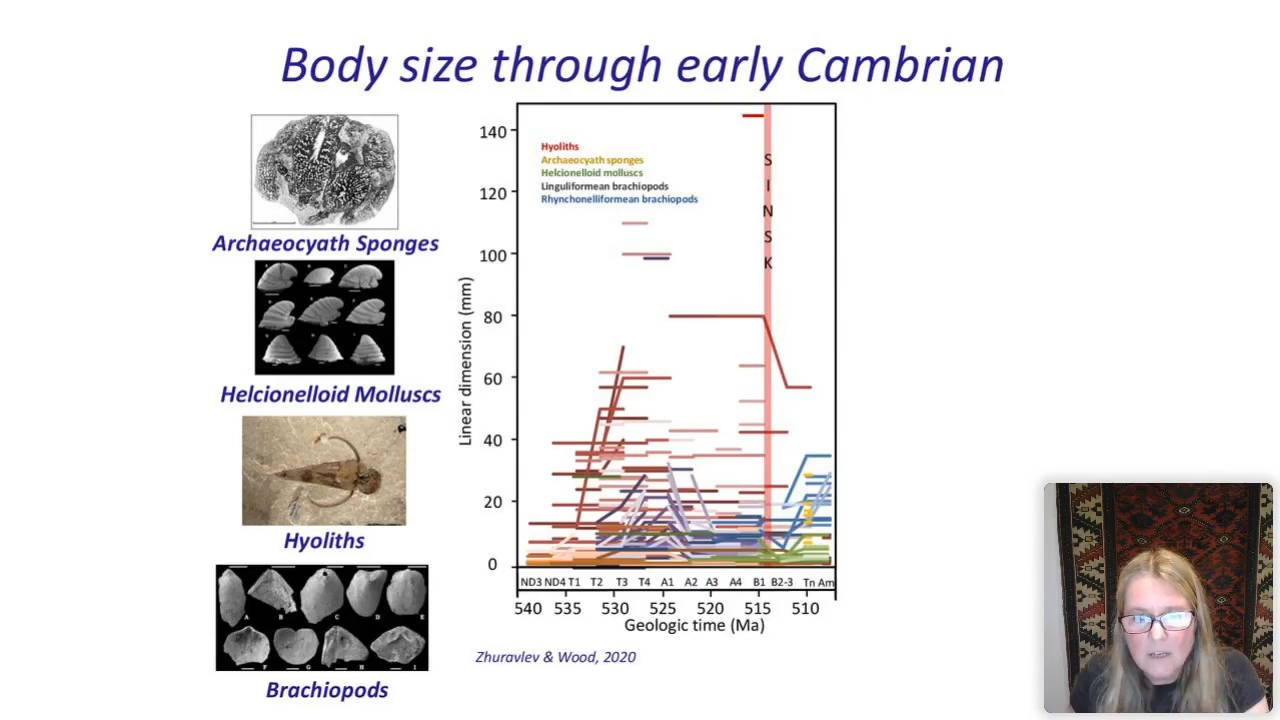 Body size through early Cambrian
Archaeocyath Sponges
Helcionelloid Molluscs
Hyoliths
Brachiopods
A B C D E
F G H I
Linear dimension (mm)
140
120
100
80
60
40
20
0
Hyoliths
Archaeocyath sponges
Helcionelloid molluscs
Linguliformean brachiopods
Rhynchonelliformean brachiopods
S
I
N
S
K
ND3 ND4 T1 T2 T3 T4 A1 A2 A3 A4 B1 B2-3 Tn Am
540 535 530 525 520 515 510
Geologic time (Ma)
Zhuravlev & Wood, 2020